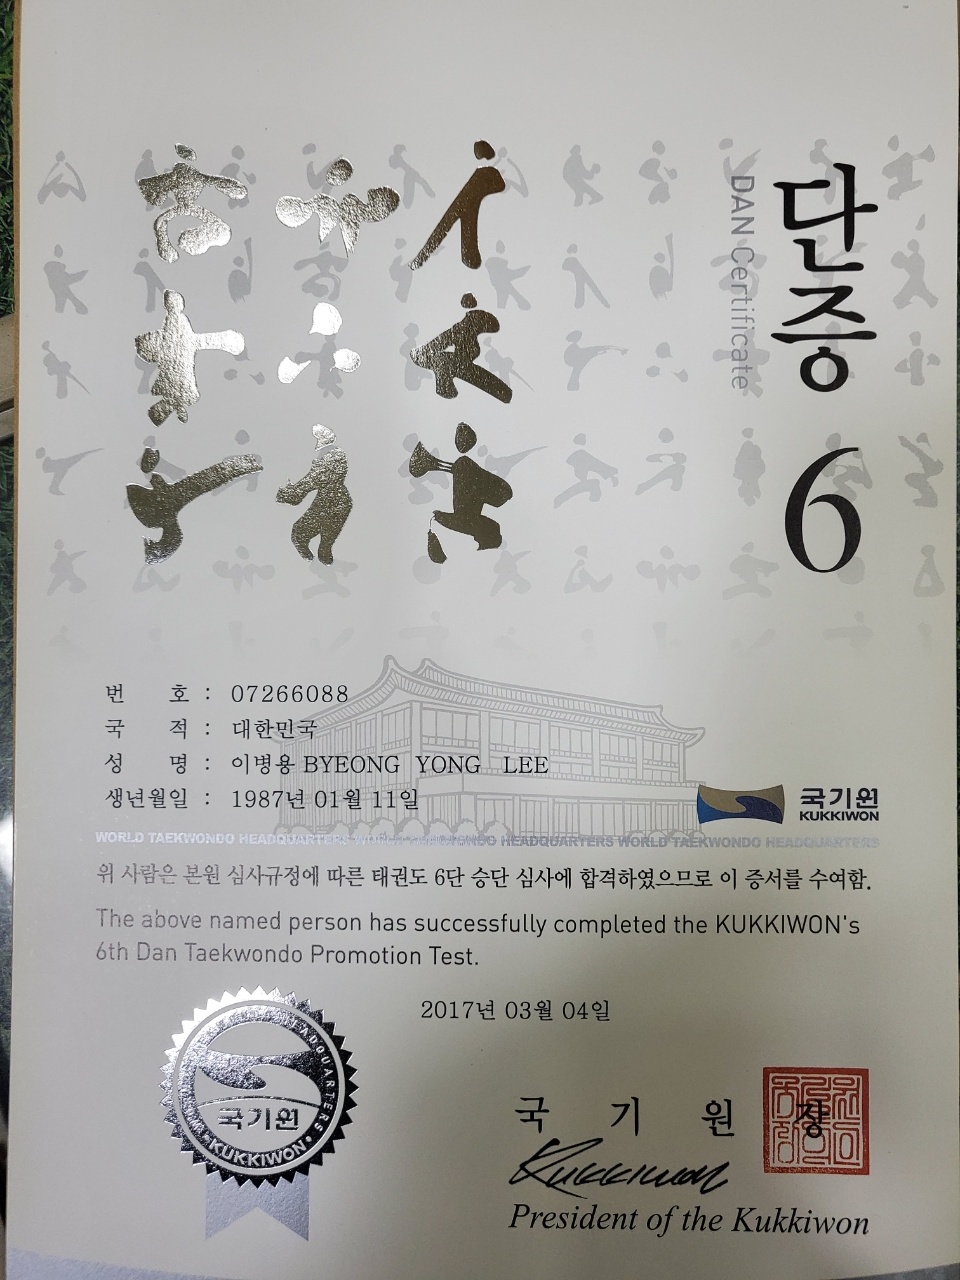 단증
DAN Certificate
6
번 호 : 07266088
국 적 : 대한민국
성 명 : 이병용 BYEONG YONG LEE
생년월일 : 1987년 01월 11일
국기원
KUKKIWON
WORLD TAEKWONDO HEADQUARTERS WORLD TAEKWONDO HEADQUARTERS WORLD TAEKWONDO HEADQUARTERS
위 사람은 본원 심사규정에 따른 태권도 6단 승단 심사에 합격하였으므로 이 증서를 수여함.
The above named person has successfully completed the KUKKIWON's
6th Dan Taekwondo Promotion Test.
2017년 03월 04일
국기원
KUKKIWON
국 기 원 장
Kukkiwon
President of the Kukkiwon